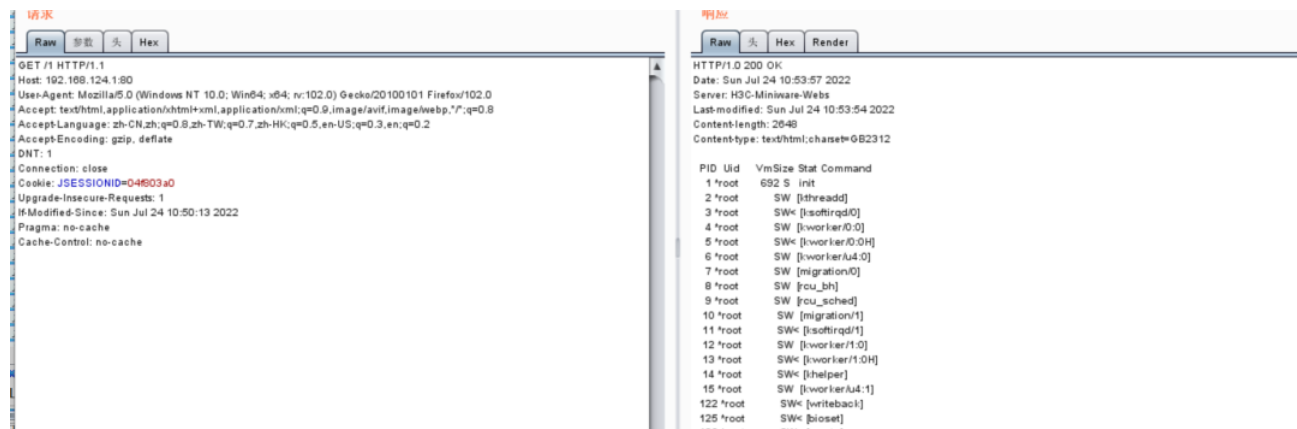 请求
Raw 参数 头 Hex
GET /1 HTTP/1.1
Host: 192.168.124.1:80
User-Agent: Mozilla/5.0 (Windows NT 10.0; Win64; x64; rv:102.0) Gecko/20100101 Firefox/102.0
Accept: text/html,application/xhtml+xml,application/xml;q=0.9,image/avif,image/webp,*/*;q=0.8
Accept-Language: zh-CN,zh;q=0.8,zh-TW;q=0.7,zh-HK;q=0.5,en-US;q=0.3,en;q=0.2
Accept-Encoding: gzip, deflate
DNT: 1
Connection: close
Cookie: JSESSIONID=04f803a0
Upgrade-Insecure-Requests: 1
If-Modified-Since: Sun Jul 24 10:50:13 2022
Pragma: no-cache
Cache-Control: no-cache
响应
Raw 头 Hex Render
HTTP/1.0 200 OK
Date: Sun Jul 24 10:53:57 2022
Server: H3C-Miniware-Webs
Last-modified: Sun Jul 24 10:53:54 2022
Content-length: 2648
Content-type: text/html;charset=GB2312
PID Uid VmSize Stat Command
1 *root 692 S init
2 *root SW [kthreadd]
3 *root SW< [ksoftirqd/0]
4 *root SW [kworker/0:0]
5 *root SW< [kworker/0:0H]
6 *root SW [kworker/u4:0]
7 *root SW [migration/0]
8 *root SW [rcu_bh]
9 *root SW [rcu_sched]
10 *root SW [migration/1]
11 *root SW< [ksoftirqd/1]
12 *root SW [kworker/1:0]
13 *root SW< [kworker/1:0H]
14 *root SW< [khelper]
15 *root SW [kworker/u4:1]
122 *root SW< [writeback]
125 *root SW< [bioset]